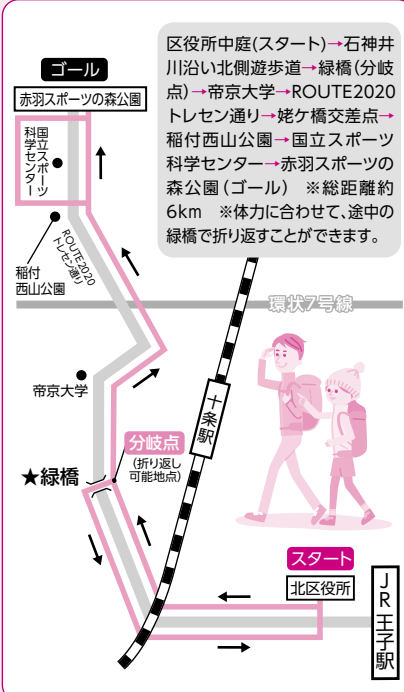 区役所中庭(スタート)→石神井
川沿い北側遊歩道→緑橋(分岐
点)→帝京大学→ROUTE2020
トレセン通り→姥ケ橋交差点→
稲付西山公園→国立スポーツ
科学センター→赤羽スポーツの
森公園(ゴール) ※総距離約
6km ※体力に合わせて、途中の
緑橋で折り返すことができます。
ゴール
赤羽スポーツの森公園
国立スポーツ
科学センター
ROUTE2020
トレセン通り
稲付
西山公園
環状7号線
帝京大学
十条駅
分岐点
(折り返し
可能地点)
★緑橋
スタート
北区役所
JR王子駅